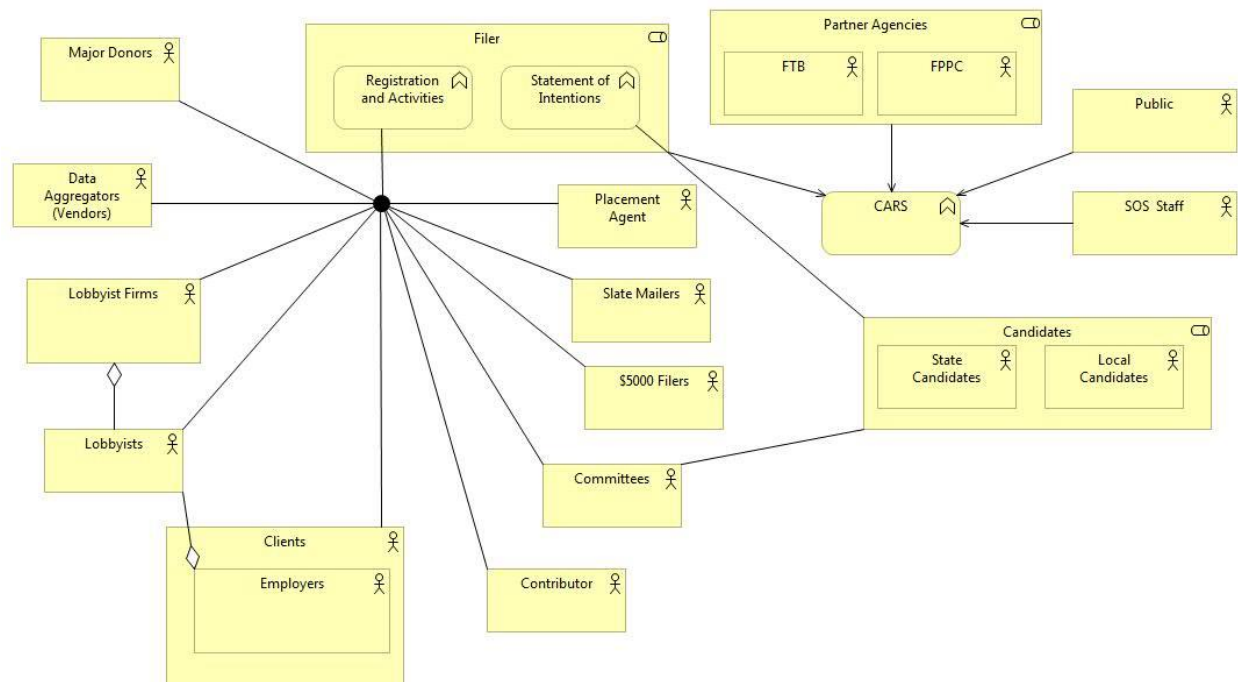 Major Donors
Filer
Registration
and Activities
Statement of
Intentions
Partner Agencies
FTB
FPPC
Public
Data
Aggregators
(Vendors)
Placement
Agent
CARS
SOS Staff
Lobbyist Firms
Slate Mailers
Candidates
State
Candidates
Local
Candidates
$5000 Filers
Lobbyists
Committees
Clients
Employers
Contributor